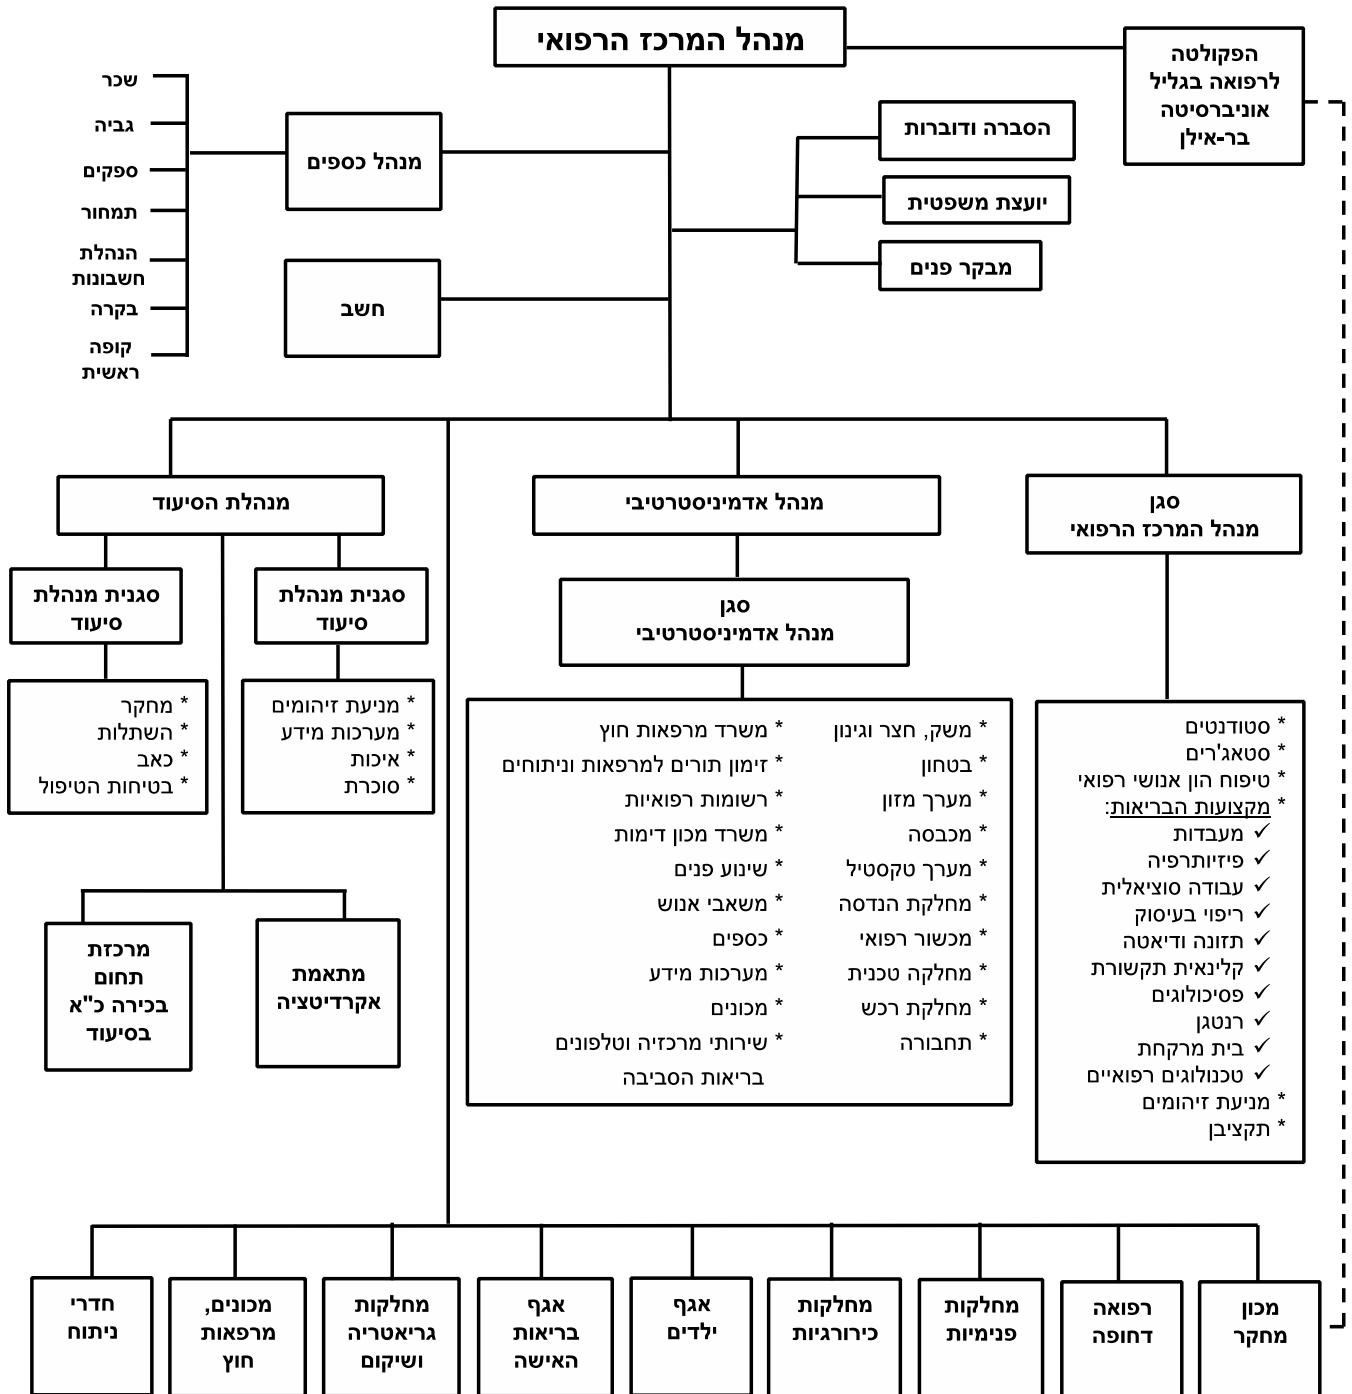 מנהל המרכז הרפואי
הפקולטה
לרפואה בגליל
אוניברסיטה
בר-אילן
הסברה ודוברות
יועצת משפטית
מבקר פנים
מנהל כספים
חשב
שכר
גביה
ספקים
תמחור
הנהלת
חשבונות
בקרה
קופה
ראשית
סגן
מנהל המרכז הרפואי
* סטודנטים
* סטאג'רים
* טיפוח הון אנושי רפואי
* מקצועות הבריאות:
✓ מעבדות
✓ פיזיותרפיה
✓ עבודה סוציאלית
✓ ריפוי בעיסוק
✓ תזונה ודיאטה
✓ קלינאית תקשורת
✓ פסיכולוגים
✓ רנטגן
✓ בית מרקחת
✓ טכנולוגים רפואיים
* מניעת זיהומים
* תקציבן
מנהל אדמיניסטרטיבי
סגן
מנהל אדמיניסטרטיבי
* משק, חצר וגינון
* בטחון
* מערך מזון
* מכבסה
* מערך טקסטיל
* מחלקת הנדסה
* מכשור רפואי
* מחלקה טכנית
* מחלקת רכש
* תחבורה
* משרד מרפאות חוץ
* זימון תורים למרפאות וניתוחים
* רשומות רפואיות
* משרד מכון דימות
* שינוע פנים
* משאבי אנוש
* כספים
* מערכות מידע
* מכונים
* שירותי מרכזיה וטלפונים
בריאות הסביבה
מנהלת הסיעוד
סגנית מנהלת
סיעוד
* מניעת זיהומים
* מערכות מידע
* איכות
* סוכרת
סגנית מנהלת
סיעוד
* מחקר
* השתלות
* כאב
* בטיחות הטיפול
מתאמת
אקרדיטציה
מרכזת
תחום
בכירה כ"א
בסיעוד
מכון
מחקר
רפואה
דחופה
מחלקות
פנימיות
מחלקות
כירורגיות
אגף
ילדים
אגף
בריאות
האישה
מחלקות
גריאטריה
ושיקום
מכונים,
מרפאות
חוץ
חדרי
ניתוח